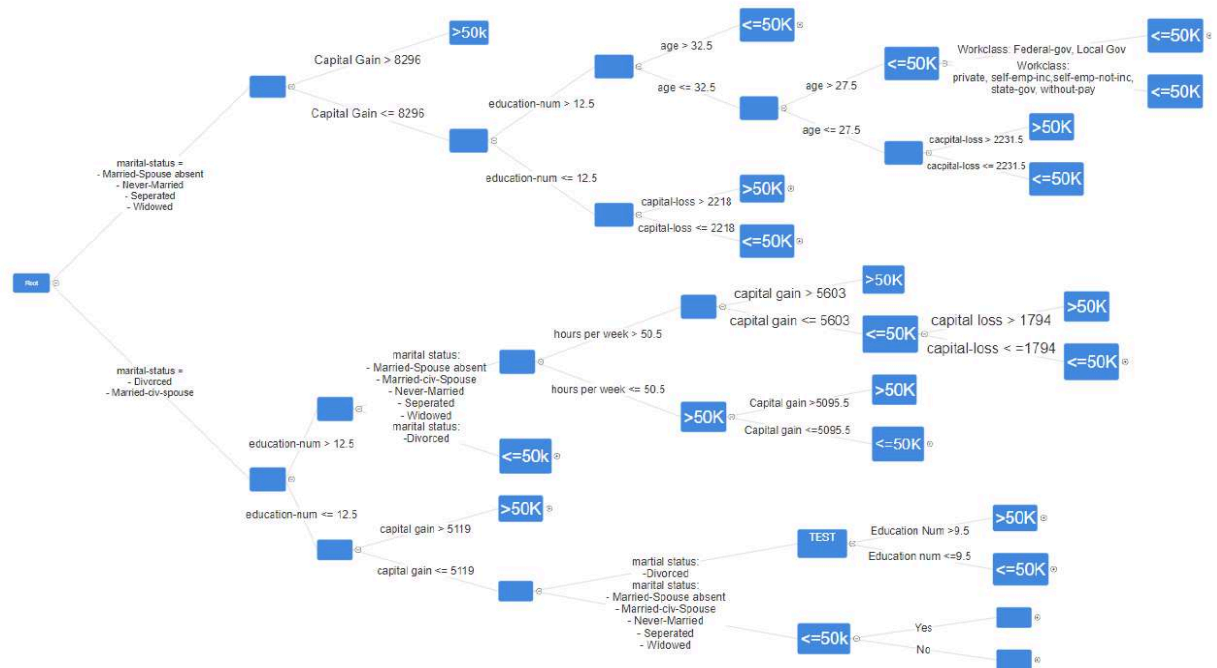 >50k
<=50K
Capital Gain > 8296
age > 32.5
<=50K
Workclass: Federal-gov, Local Gov
<=50K
Workclass:
private, self-emp-inc,self-emp-not-inc,
state-gov, without-pay
<=50K
education-num > 12.5
age <= 32.5
age > 27.5
Capital Gain <= 8296
age <= 27.5
cacpital-loss > 2231.5
>50K
cacpital-loss <= 2231.5
<=50K
education-num <= 12.5
capital-loss > 2218
>50K
capital-loss <= 2218
<=50K
marital-status =
- Married-Spouse absent
- Never-Married
- Seperated
- Widowed
Root
marital-status =
- Divorced
- Married-civ-spouse
capital gain > 5603
>50K
capital gain <= 5603
<=50K
capital loss > 1794
>50K
capital-loss < =1794
<=50K
hours per week > 50.5
marital status:
- Married-Spouse absent
- Married-civ-Spouse
- Never-Married
- Seperated
- Widowed
marital status:
-Divorced
hours per week <= 50.5
>50K
Capital gain >5095.5
>50K
Capital gain <=5095.5
<=50K
education-num > 12.5
<=50k
education-num <= 12.5
capital gain > 5119
>50K
capital gain <= 5119
martial status:
-Divorced
marital status:
- Married-Spouse absent
- Married-civ-Spouse
- Never-Married
- Seperated
- Widowed
TEST
Education Num >9.5
>50K
Education num <=9.5
<=50K
<=50k
Yes
No